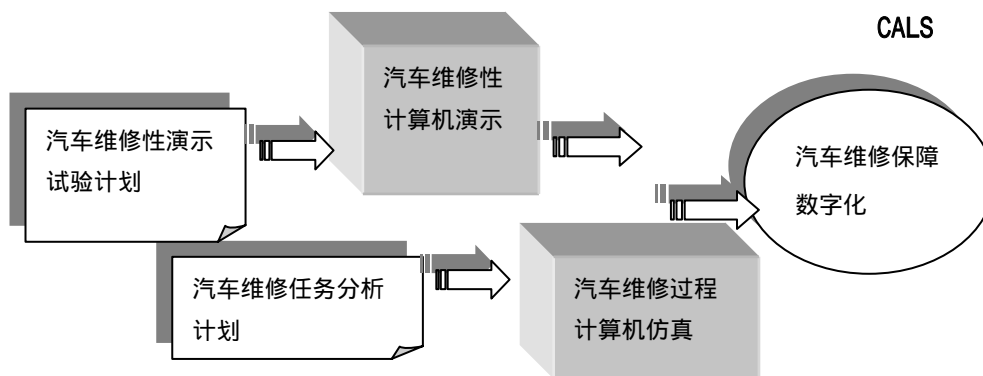 CALS
汽车维修性
计算机演示
汽车维修性演示
试验计划
汽车维修保障
数字化
汽车维修任务分析
计划
汽车维修过程
计算机仿真